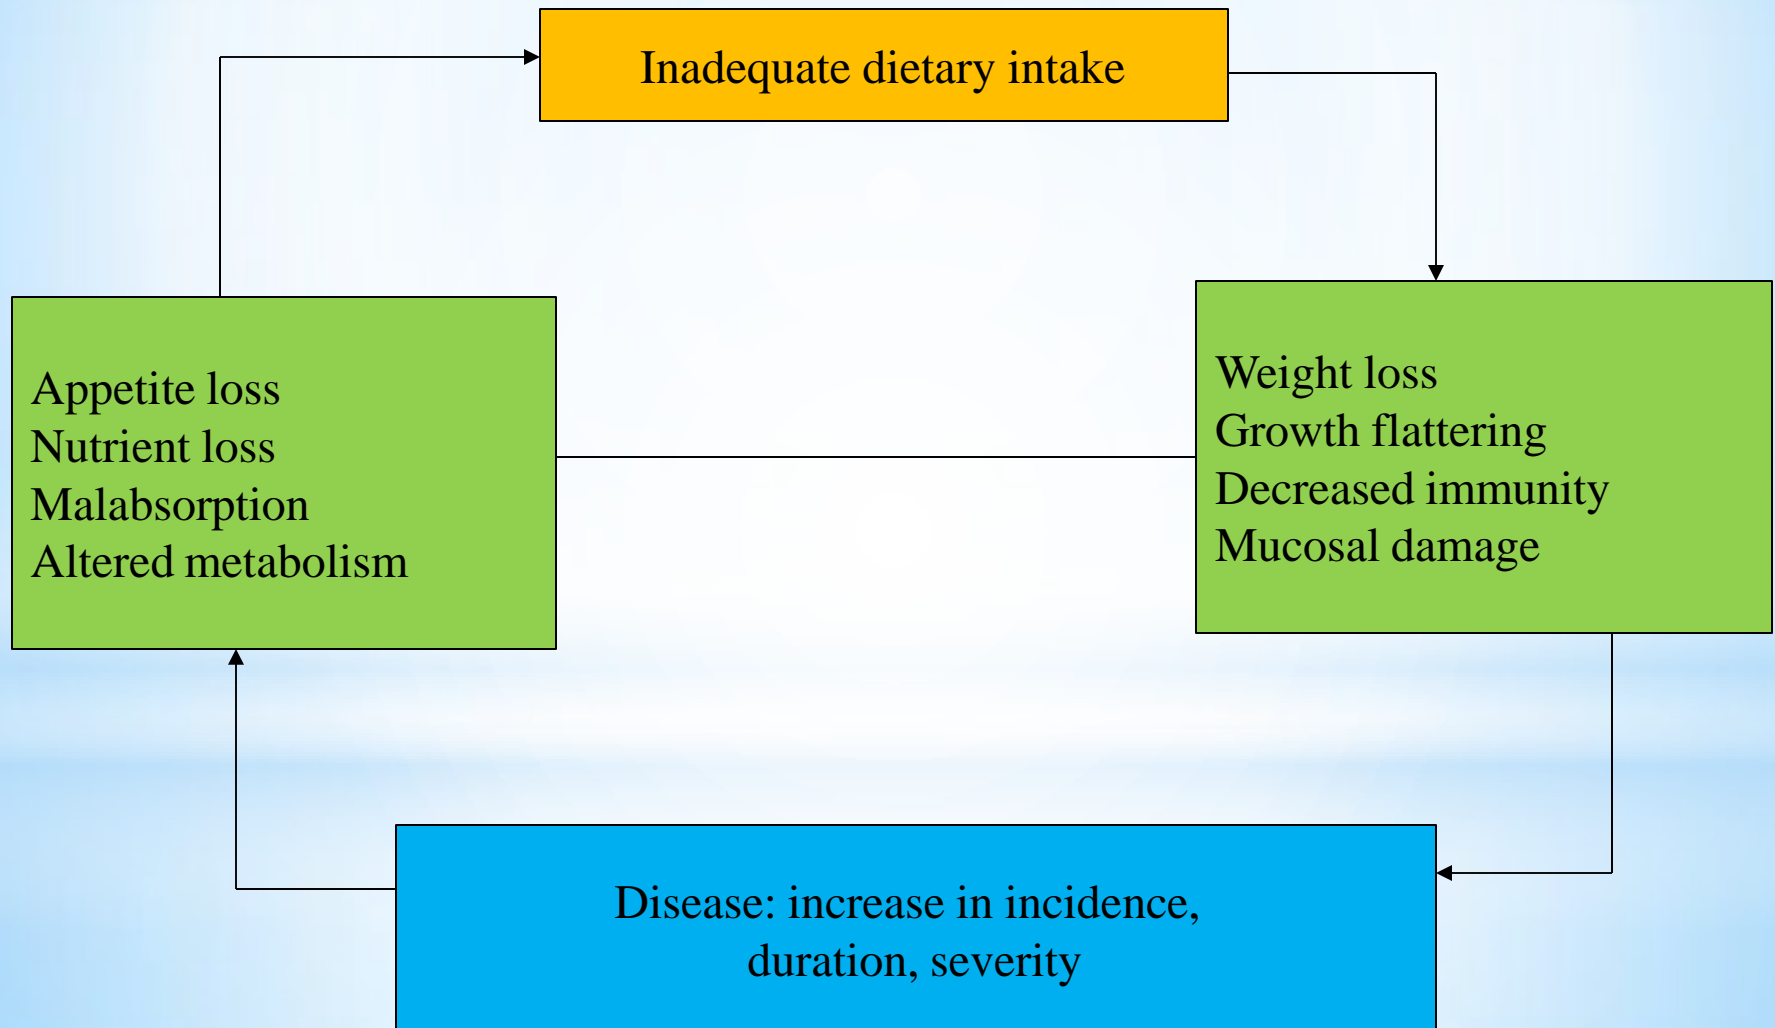 Inadequate dietary intake
Appetite loss
Nutrient loss
Malabsorption
Altered metabolism
Weight loss
Growth flattering
Decreased immunity
Mucosal damage
Disease: increase in incidence,
duration, severity